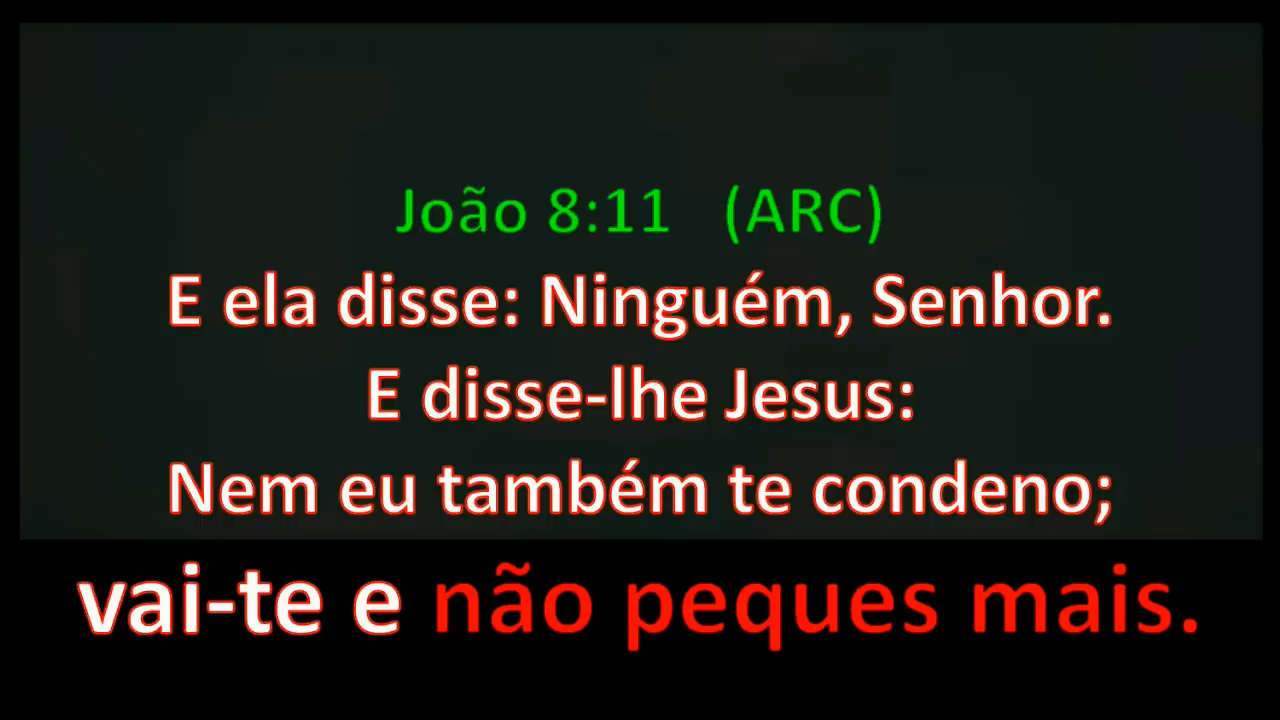 João 8:11 (ARC)
E ela disse: Ninguém, Senhor.
E disse-lhe Jesus:
Nem eu também te condeno;
vai-te e não peques mais.